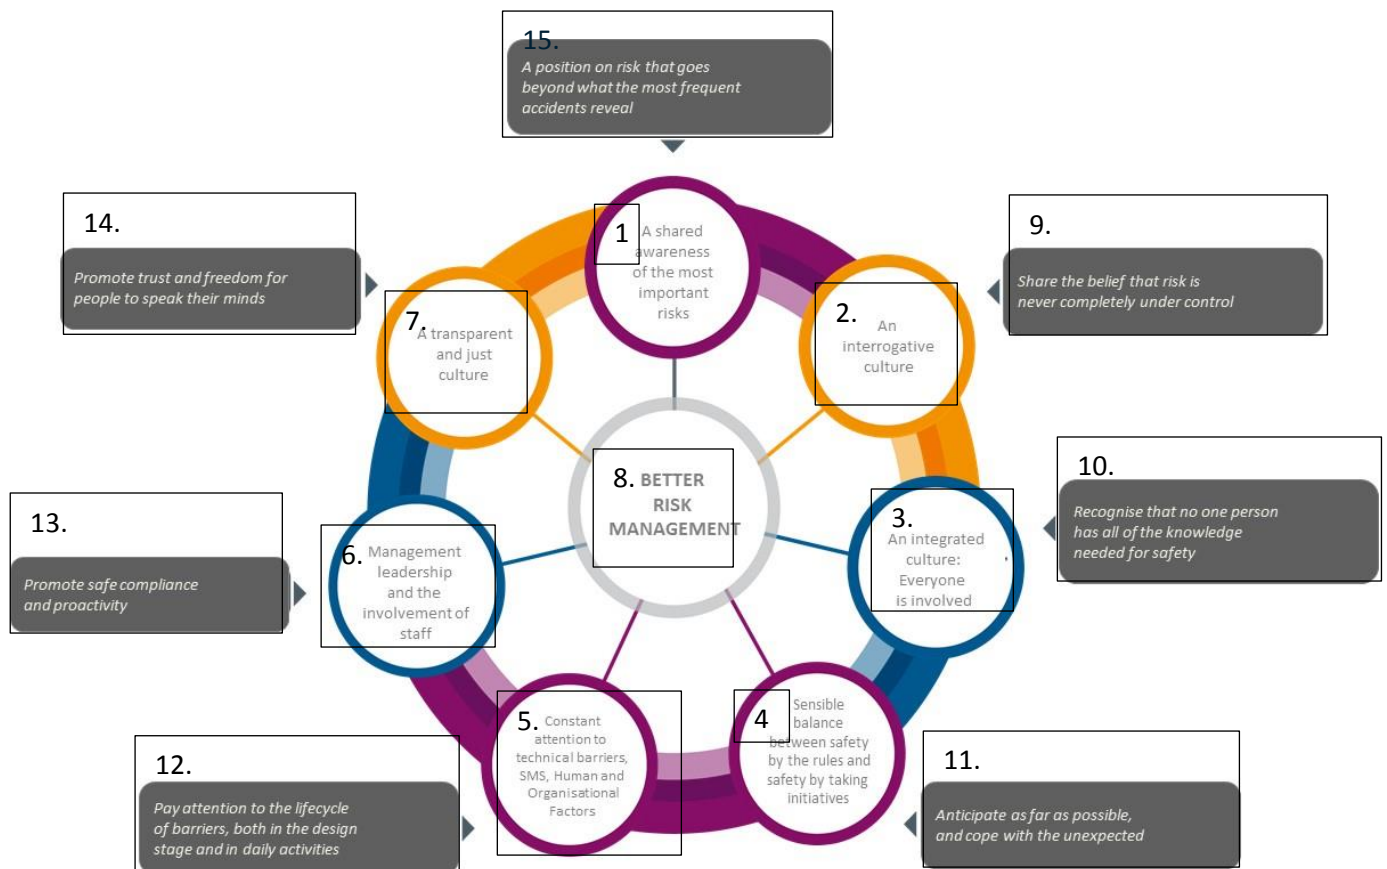 15.
A position on risk that goes
beyond what the most frequent
accidents reveal
14.
Promote trust and freedom for
people to speak their minds
1 A shared
awareness
of the most
important
risks
9.
Share the belief that risk is
never completely under control
7.
A transparent
and just
culture
2.
An
interrogative
culture
8. BETTER
RISK
MANAGEMENT
10.
Recognise that no one person
has all of the knowledge
needed for safety
3.
An integrated
culture:
Everyone
is involved
13.
Promote safe compliance
and proactivity
6. Management
leadership
and the
involvement of
staff
5. Constant
attention to
technical barriers,
SMS, Human and
Organisational
Factors
4 Sensible
balance
between safety
by the rules and
safety by taking
initiatives
12.
Pay attention to the lifecycle
of barriers, both in the design
stage and in daily activities
11.
Anticipate as far as possible,
and cope with the unexpected